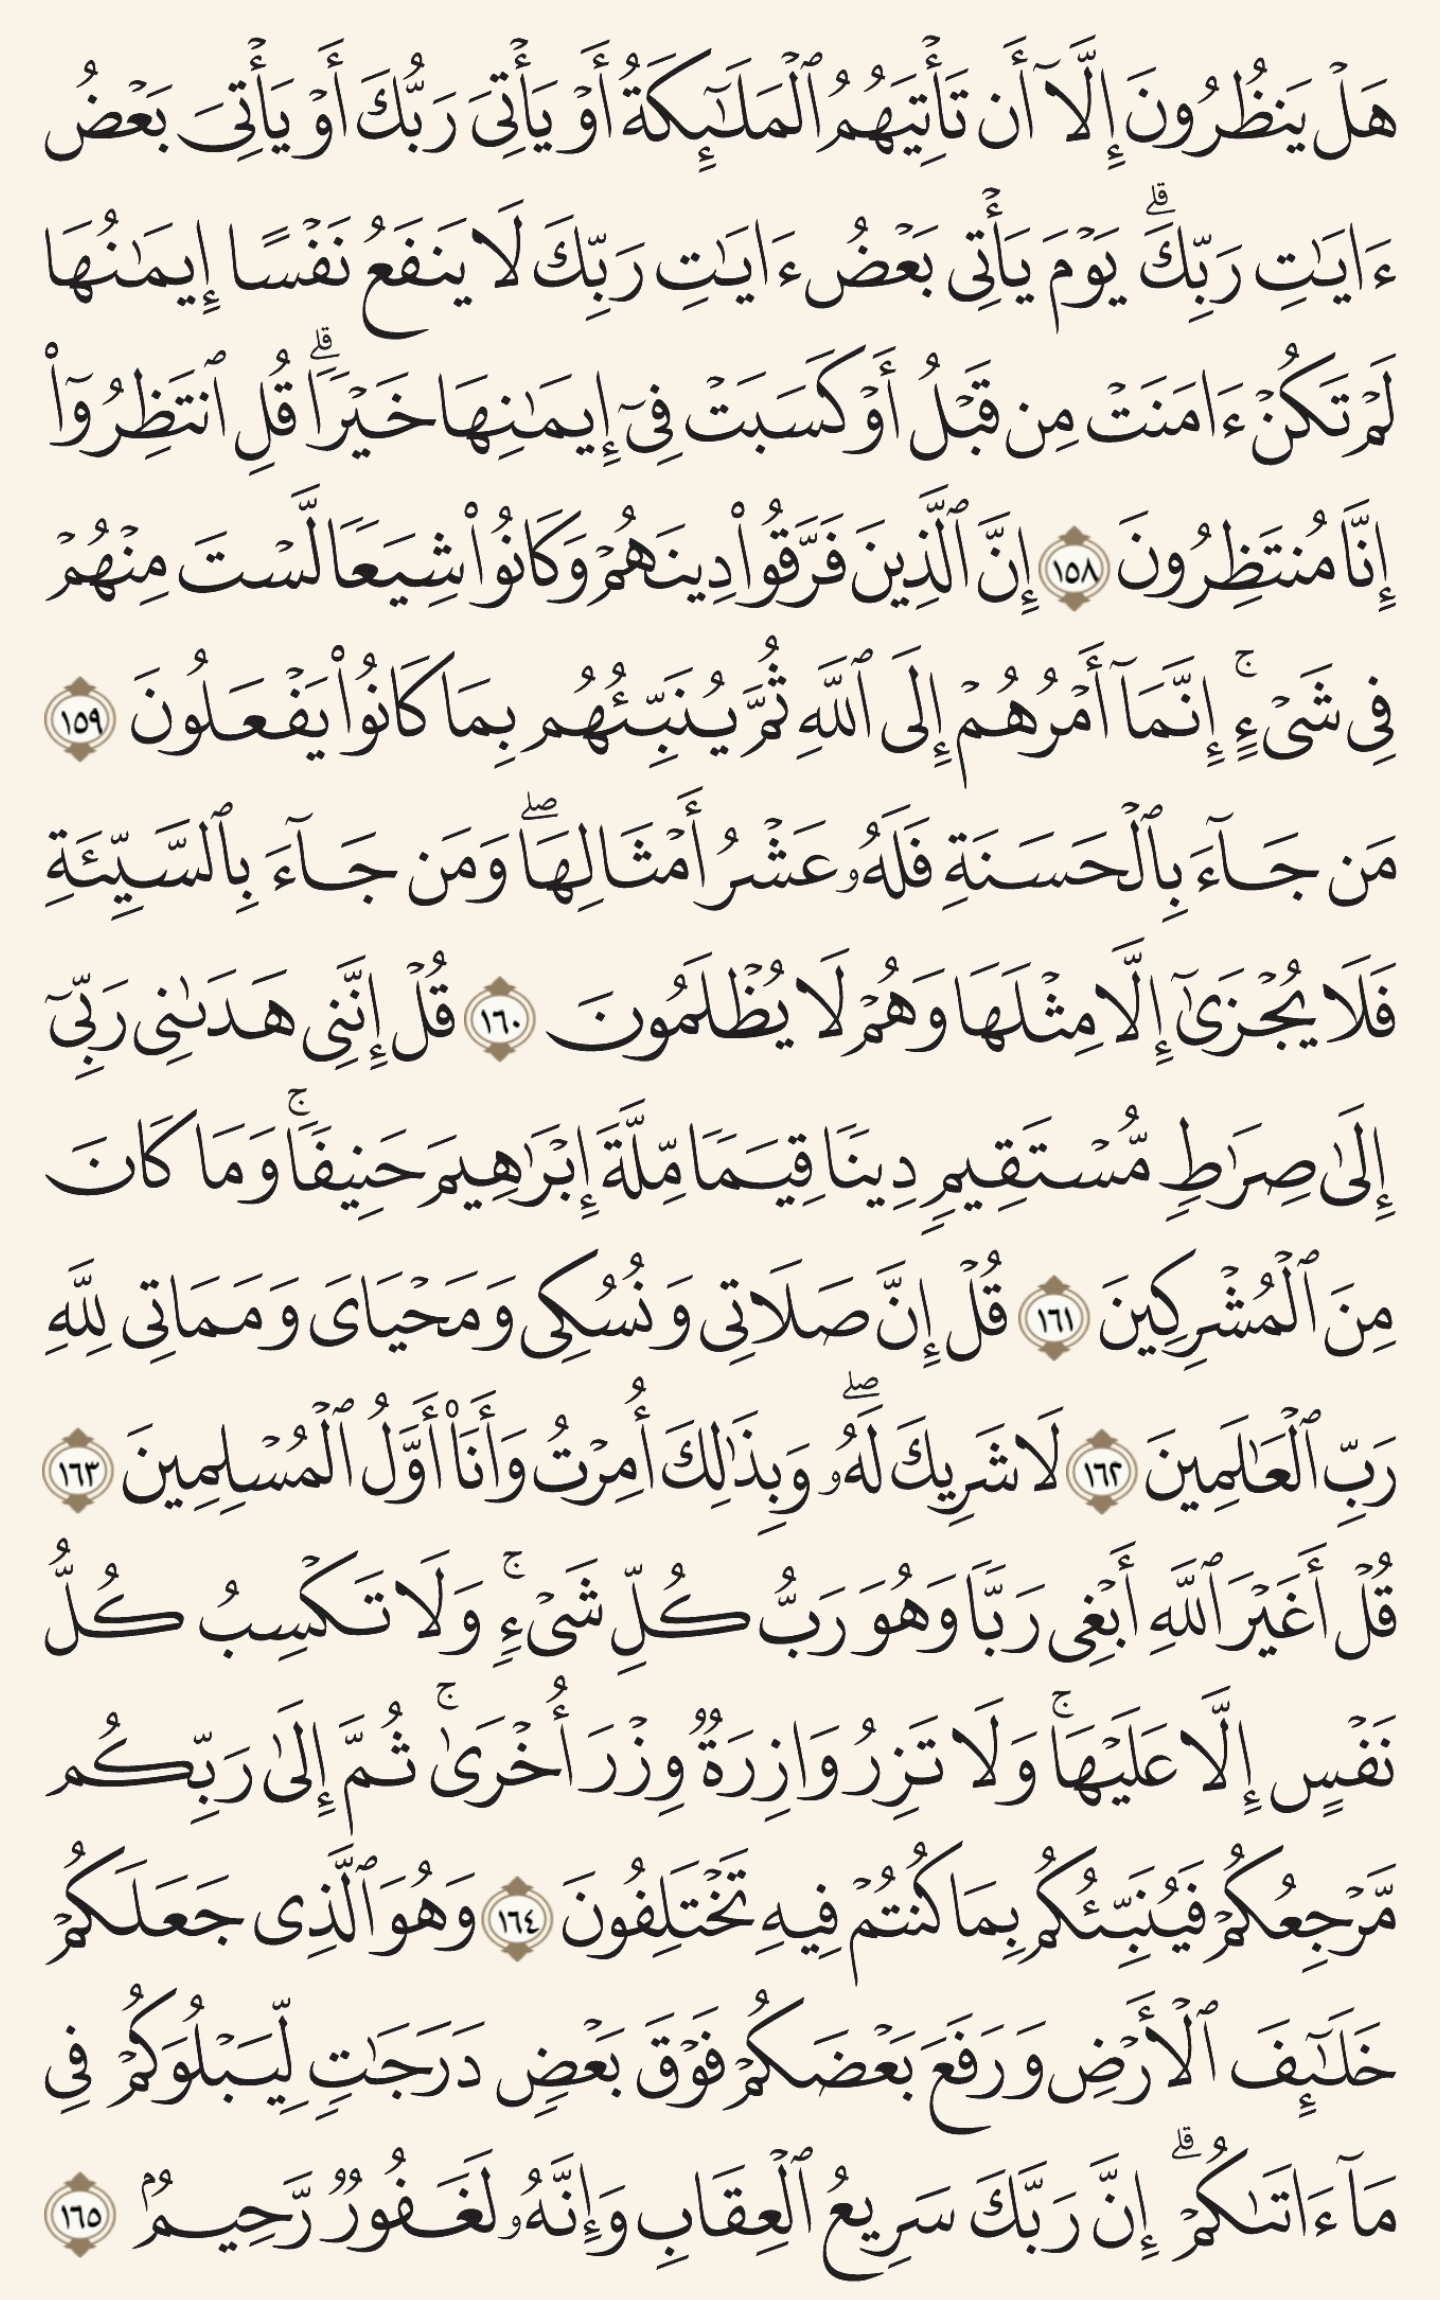 هَلْ يَنظُرُونَ إِلَّآ أَن تَأْتِيَهُمُ ٱلْمَلَٰٓئِكَةُ أَوْ يَأْتِىَ رَبُّكَ أَوْ يَأْتِىَ بَعْضُ
ءَايَٰتِ رَبِّكَ ۗ يَوْمَ يَأْتِى بَعْضُ ءَايَٰتِ رَبِّكَ لَا يَنفَعُ نَفْسًا إِيمَٰنُهَا
لَمْ تَكُنْ ءَامَنَتْ مِن قَبْلُ أَوْ كَسَبَتْ فِىٓ إِيمَٰنِهَا خَيْرًا ۗ قُلِ ٱنتَظِرُوٓا۟
إِنَّا مُنتَظِرُونَ ١٥٨ إِنَّ ٱلَّذِينَ فَرَّقُوا۟ دِينَهُمْ وَكَانُوا۟ شِيَعًا لَّسْتَ مِنْهُمْ
فِى شَىْءٍ ۚ إِنَّمَآ أَمْرُهُمْ إِلَى ٱللَّهِ ثُمَّ يُنَبِّئُهُم بِمَا كَانُوا۟ يَفْعَلُونَ ١٥٩
مَن جَآءَ بِٱلْحَسَنَةِ فَلَهُۥ عَشْرُ أَمْثَالِهَا ۖ وَمَن جَآءَ بِٱلسَّيِّئَةِ
فَلَا يُجْزَىٰٓ إِلَّا مِثْلَهَا وَهُمْ لَا يُظْلَمُونَ ١٦٠ قُلْ إِنَّنِى هَدَىٰنِى رَبِّىٓ
إِلَىٰ صِرَٰطٍ مُّسْتَقِيمٍ دِينًا قِيَمًا مِّلَّةَ إِبْرَٰهِيمَ حَنِيفًا ۚ وَمَا كَانَ
مِنَ ٱلْمُشْرِكِينَ ١٦١ قُلْ إِنَّ صَلَاتِى وَنُسُكِى وَمَحْيَاىَ وَمَمَاتِى لِلَّهِ
رَبِّ ٱلْعَٰلَمِينَ ١٦٢ لَا شَرِيكَ لَهُۥ ۖ وَبِذَٰلِكَ أُمِرْتُ وَأَنَا۠ أَوَّلُ ٱلْمُسْلِمِينَ ١٦٣
قُلْ أَغَيْرَ ٱللَّهِ أَبْغِى رَبًّا وَهُوَ رَبُّ كُلِّ شَىْءٍ ۚ وَلَا تَكْسِبُ كُلُّ
نَفْسٍ إِلَّا عَلَيْهَا ۚ وَلَا تَزِرُ وَازِرَةٌ وِزْرَ أُخْرَىٰ ۚ ثُمَّ إِلَىٰ رَبِّكُم
مَّرْجِعُكُمْ فَيُنَبِّئُكُم بِمَا كُنتُمْ فِيهِ تَخْتَلِفُونَ ١٦٤ وَهُوَ ٱلَّذِى جَعَلَكُمْ
خَلَٰٓئِفَ ٱلْأَرْضِ وَرَفَعَ بَعْضَكُمْ فَوْقَ بَعْضٍ دَرَجَٰتٍ لِّيَبْلُوَكُمْ فِى
مَآ ءَاتَىٰكُمْ ۗ إِنَّ رَبَّكَ سَرِيعُ ٱلْعِقَابِ وَإِنَّهُۥ لَغَفُورٌ رَّحِيمٌۢ ١٦٥